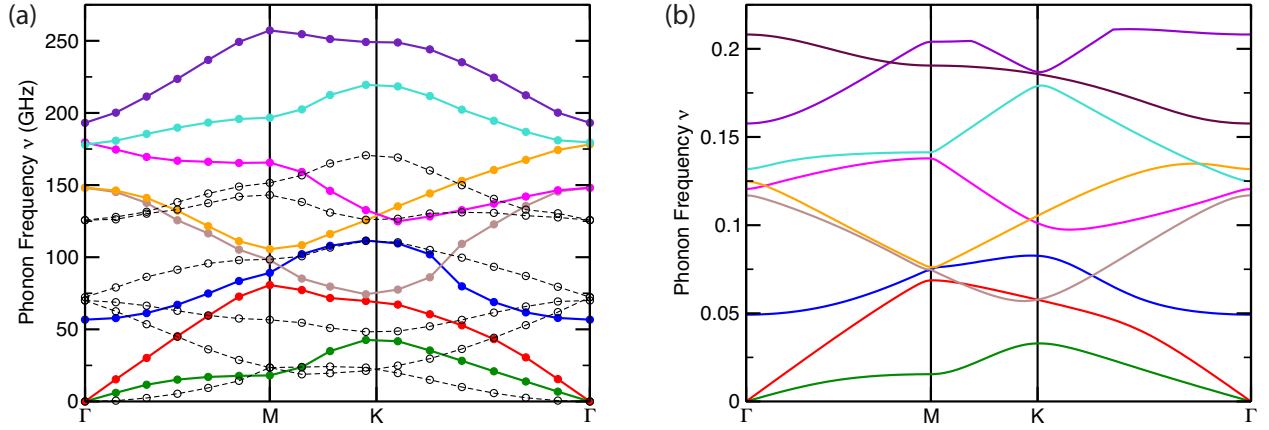 (a)
Phonon Frequency ν (GHz)
250
200
150
100
50
0
Γ
M
K
Γ
(b)
Phonon Frequency ν
0.2
0.15
0.1
0.05
0
Γ
M
K
Γ